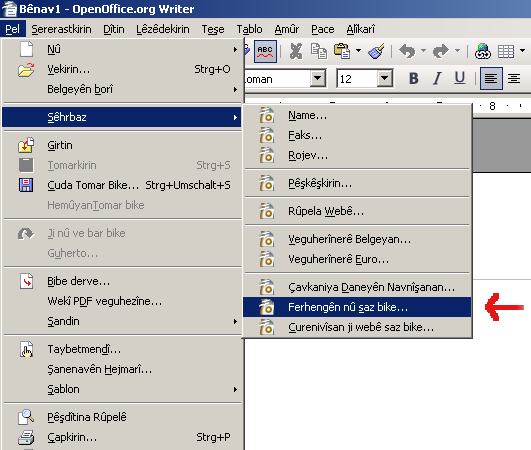 Bênav1 - OpenOffice.org Writer
Pel Sererastkirin Dîtin Lêzêdekirin Teşe Tablo Amûr Pace Alîkarî
ABC
oman 12 B I U
8
Nû
Vekirin... Strg+O
Belgeyên borî
Sêhrbaz
Girtin
Tomarkirin Strg+S
Cuda Tomar Bike... Strg+Umschalt+S
HemûyanTomar bike
Ji nû ve bar bike
Guherto...
Bibe derve...
Wekî PDF veguhezîne...
Şandin
Taybetmendî...
Şanenavên Hejmarî...
Şablon
Pêşdîtina Rûpelê
Çapkirin... Strg+P
Name...
Faks...
Rojev...
Pêşkêşkirin...
Rûpela Webê...
Veguherînerê Belgeyan...
Veguherînerê Euro...
Çavkaniya Daneyên Navnîşanan...
Ferhengên nû saz bike...
Curenivîsan ji webê saz bike...